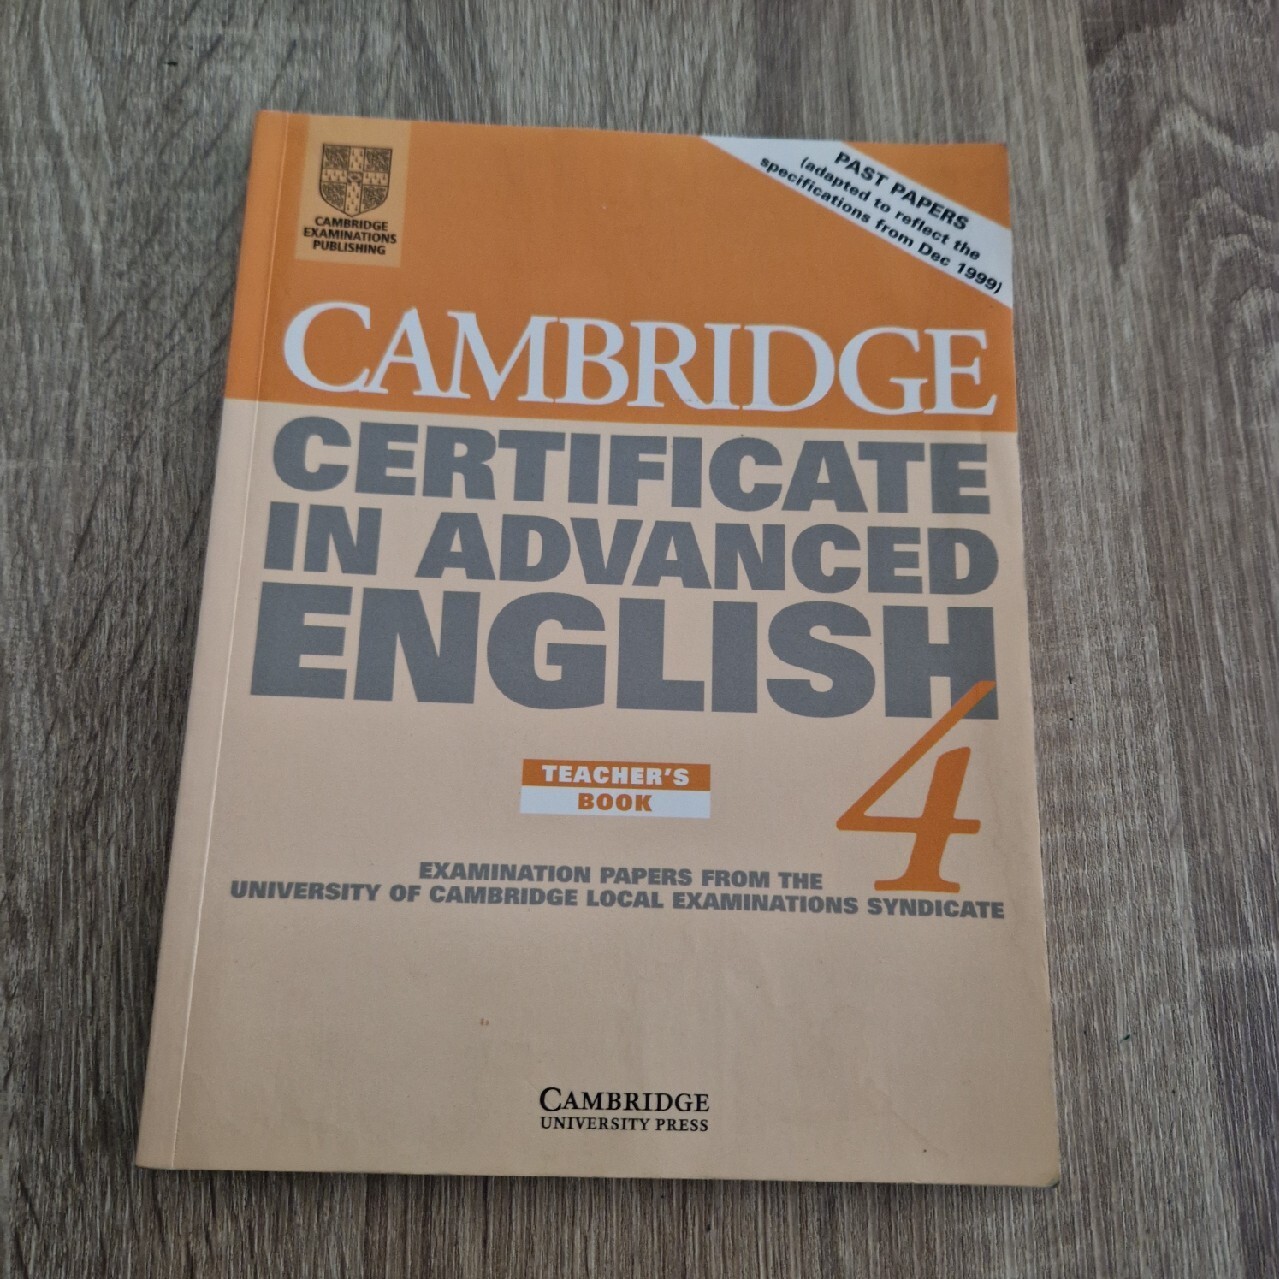 CAMBRIDGE
EXAMINATIONS
PUBLISHING
PAST PAPERS
(adapted to reflect the
specifications from Dec 1999)
CAMBRIDGE
CERTIFICATE
IN ADVANCED
ENGLISH
4
TEACHER'S
BOOK
EXAMINATION PAPERS FROM THE
UNIVERSITY OF CAMBRIDGE LOCAL EXAMINATIONS SYNDICATE
CAMBRIDGE
UNIVERSITY PRESS